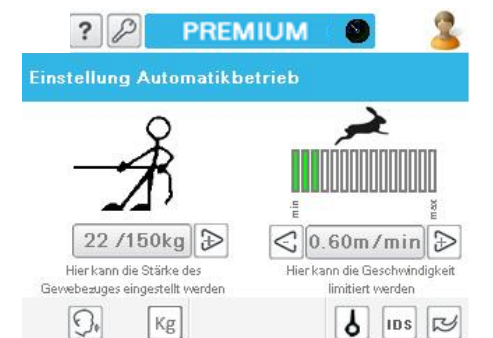 ?
PREMIUM
Einstellung Automatikbetrieb
min
max
22 /150kg
0.60m/min
Hier kann die Stärke des
Gewebezuges eingestellt werden
Hier kann die Geschwindigkeit
limitiert werden
Kg
IDS